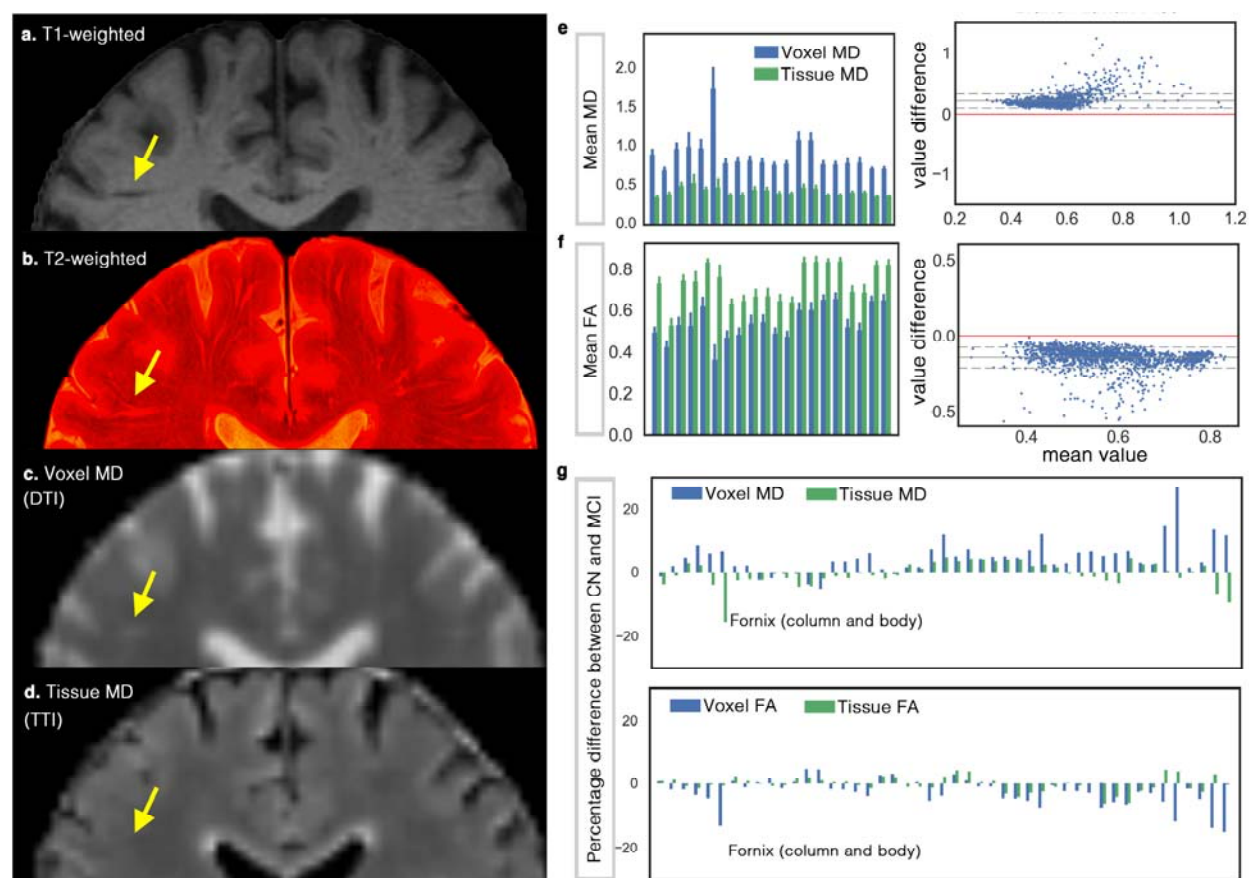 a. T1-weighted
b. T2-weighted
c. Voxel MD
(DTI)
d. Tissue MD
(TTI)
e
Mean MD
2.0
1.5
1.0
0.5
0.0
Voxel MD
Tissue MD
value difference
1
0
−1
0.2 0.4 0.6 0.8 1.0 1.2
f
Mean FA
0.8
0.6
0.4
0.2
0.0
value difference
0.5
0.0
0.5
0.4 0.6 0.8
mean value
g
Percentage difference between CN and MCI
20
0
−20
Voxel MD Tissue MD
Fornix (column and body)
20
0
−20
Voxel FA Tissue FA
Fornix (column and body)